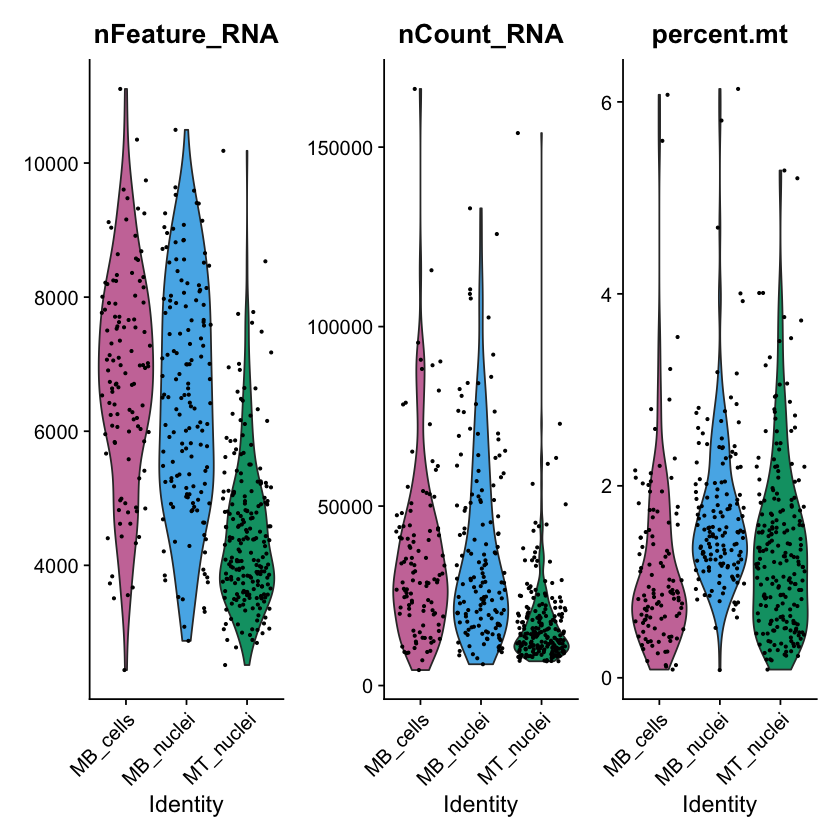 nFeature_RNA
10000
8000
6000
4000
MB_cells
MB_nuclei
MT_nuclei
Identity
nCount_RNA
150000
100000
50000
0
MB_cells
MB_nuclei
MT_nuclei
Identity
percent.mt
6
4
2
0
MB_cells
MB_nuclei
MT_nuclei
Identity